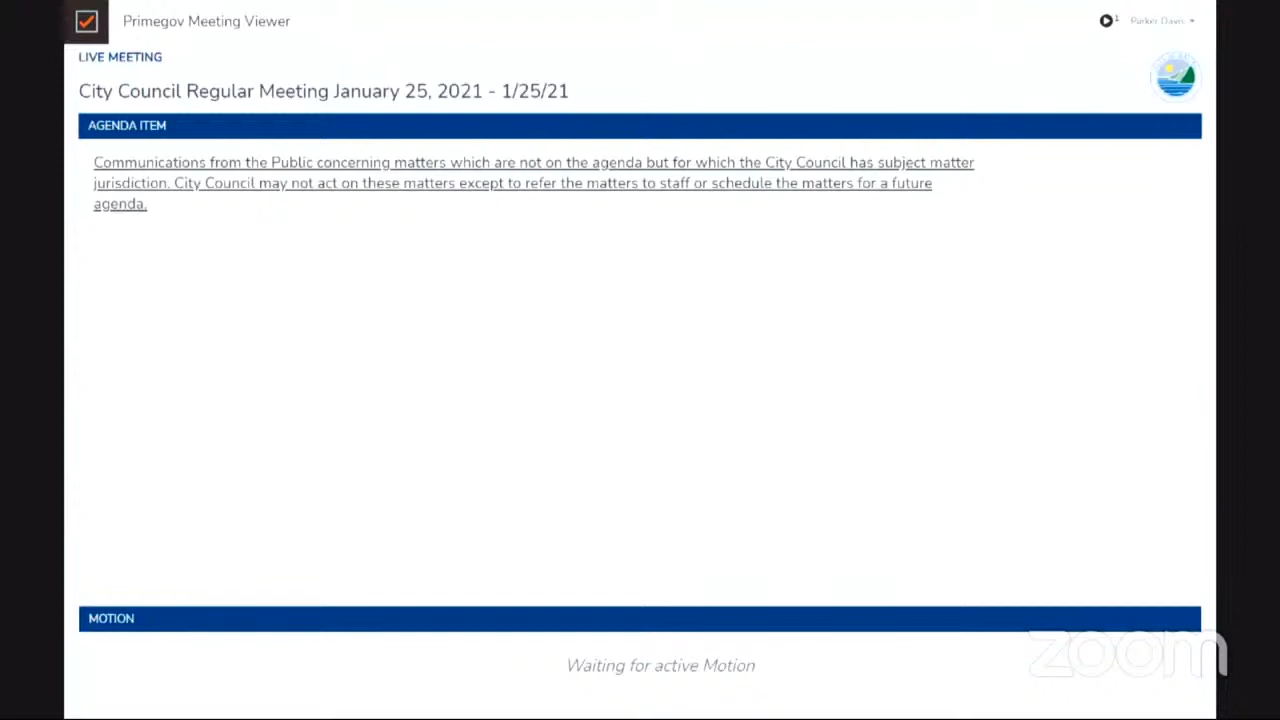 Primegov Meeting Viewer
1 Parker Davis
LIVE MEETING
City Council Regular Meeting January 25, 2021 - 1/25/21
AGENDA ITEM
Communications from the Public concerning matters which are not on the agenda but for which the City Council has subject matter
jurisdiction. City Council may not act on these matters except to refer the matters to staff or schedule the matters for a future
agenda.
MOTION
zoom
Waiting for active Motion